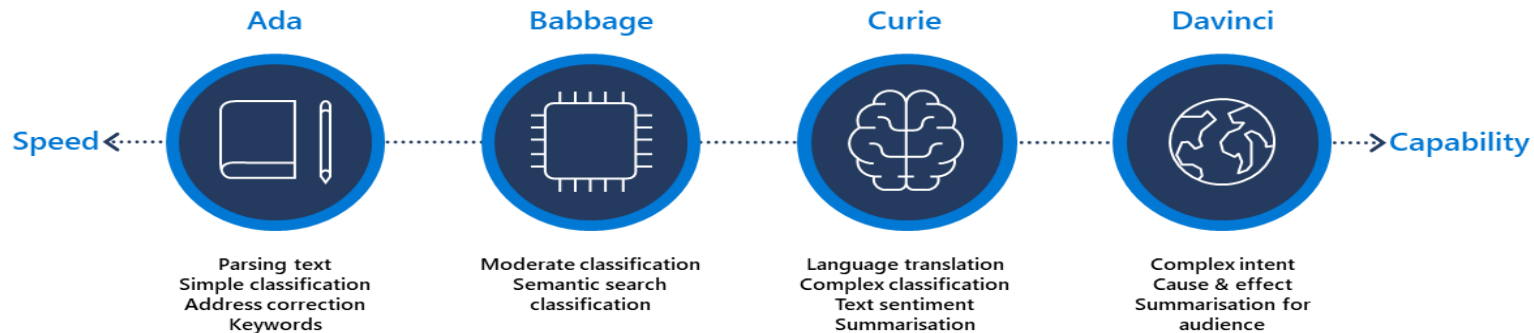 Ada
Babbage
Curie
Davinci
Speed
Capability
Parsing text
Simple classification
Address correction
Keywords
Moderate classification
Semantic search
classification
Language translation
Complex classification
Text sentiment
Summarisation
Complex intent
Cause & effect
Summarisation for
audience